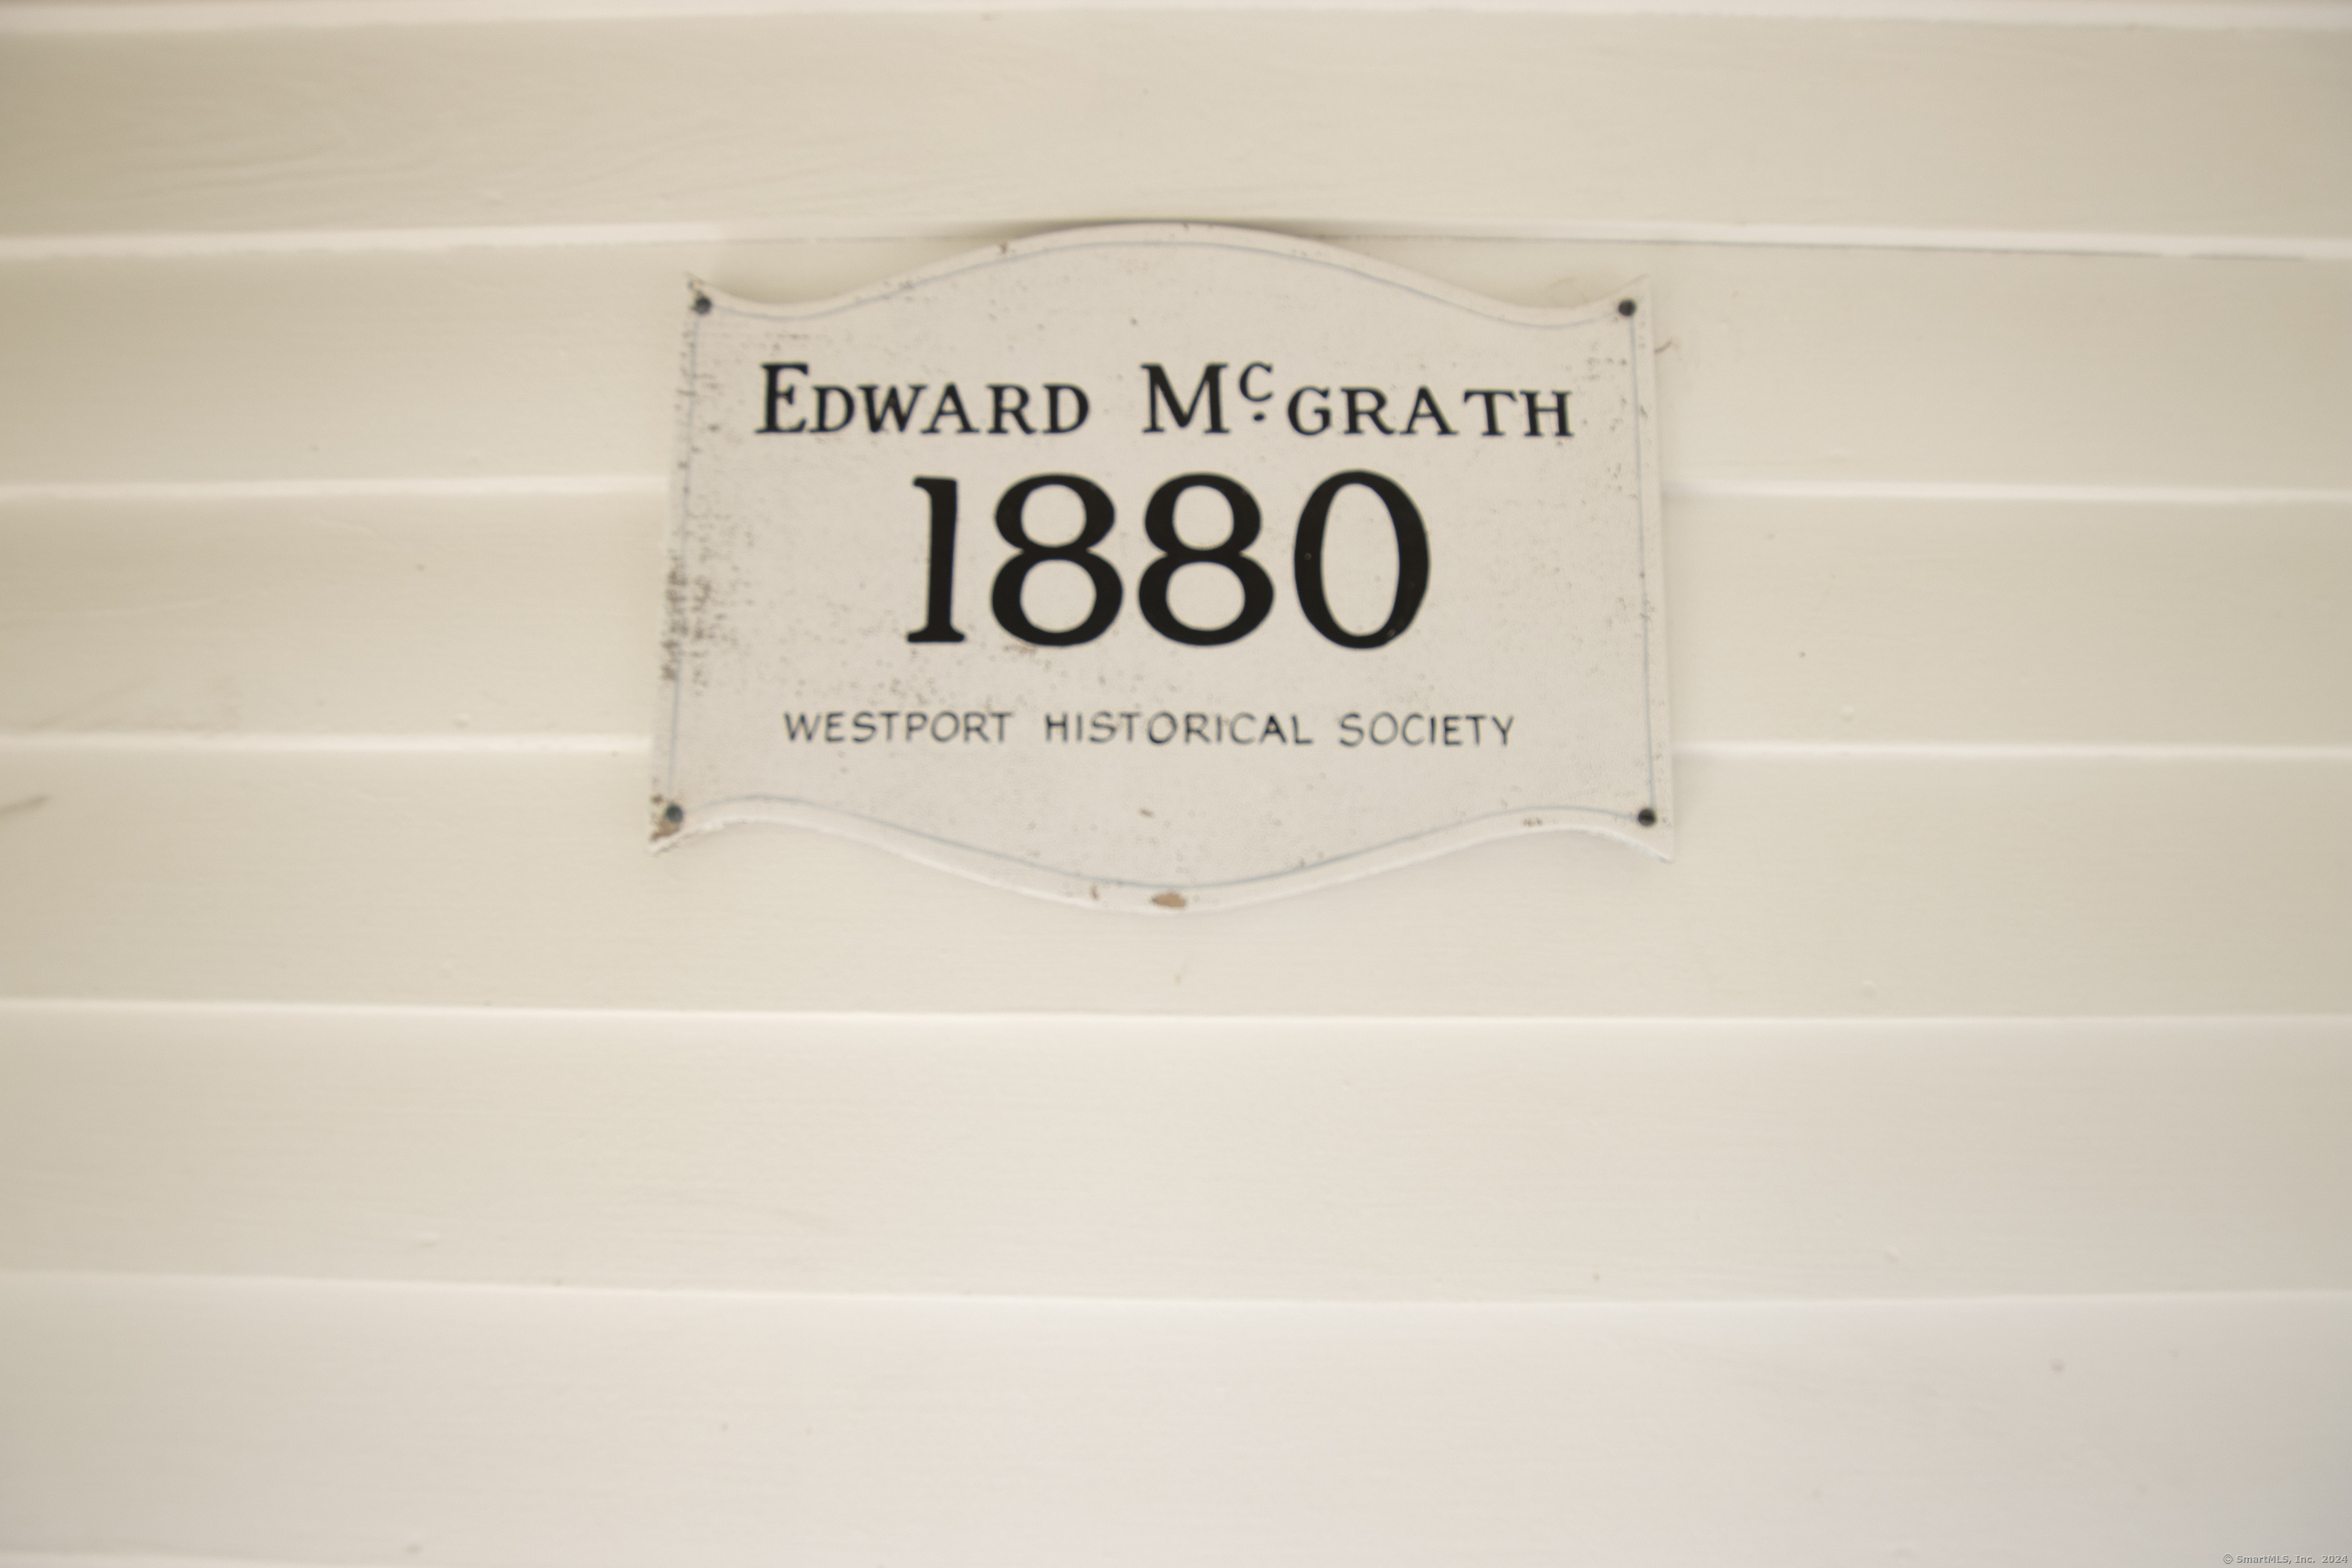 EDWARD McGRATH
1880
WESTPORT HISTORICAL SOCIETY
© SmartMLS, Inc. 2024